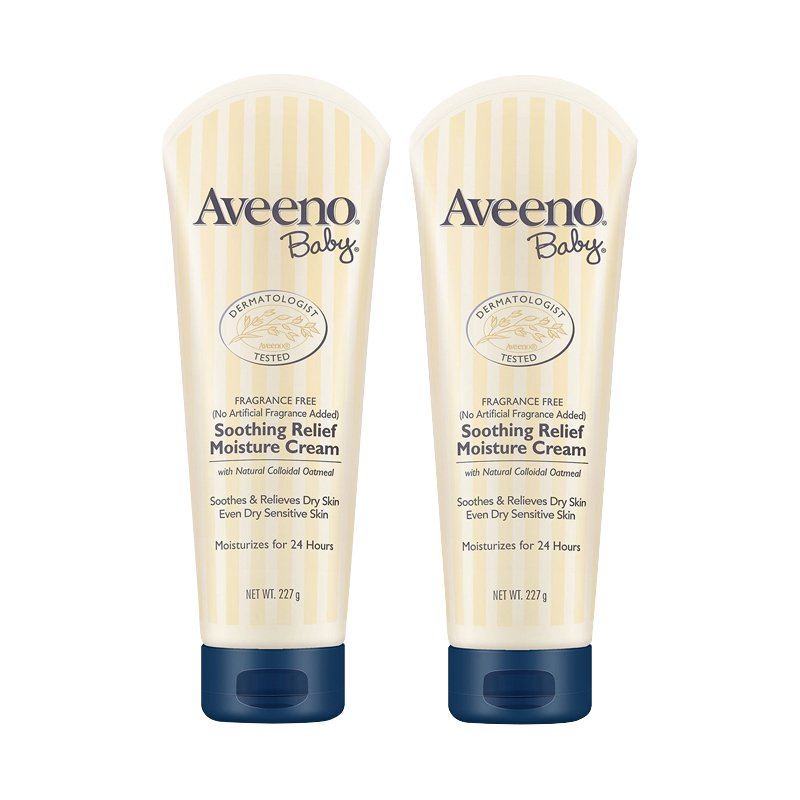 Aveeno®
Baby®
DERMATOLOGIST
Aveeno®
TESTED
FRAGRANCE FREE
(No Artificial Fragrance Added)
Soothing Relief
Moisture Cream
with Natural Colloidal Oatmeal
Soothes & Relieves Dry Skin
Even Dry Sensitive Skin
Moisturizes for 24 Hours
NET WT. 227 g
Aveeno®
Baby®
DERMATOLOGIST
Aveeno®
TESTED
FRAGRANCE FREE
(No Artificial Fragrance Added)
Soothing Relief
Moisture Cream
with Natural Colloidal Oatmeal
Soothes & Relieves Dry Skin
Even Dry Sensitive Skin
Moisturizes for 24 Hours
NET WT. 227 g